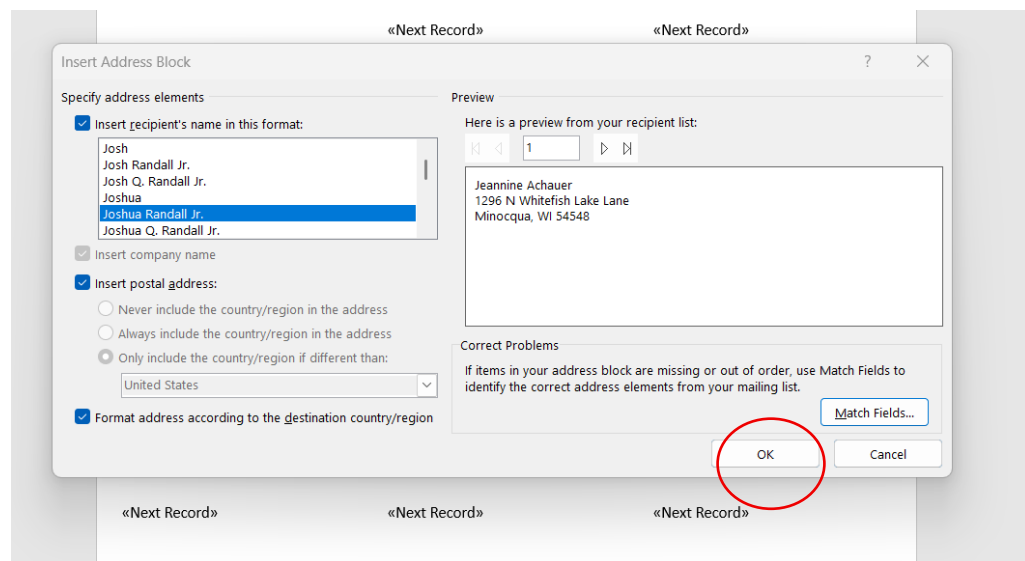 «Next Record» «Next Record»
Insert Address Block ?
Specify address elements
Insert recipient's name in this format:
Josh
Josh Randall Jr.
Josh Q. Randall Jr.
Joshua
Joshua Randall Jr.
Joshua Q. Randall Jr.
Insert company name
Insert postal address:
Never include the country/region in the address
Always include the country/region in the address
Only include the country/region if different than:
United States
Format address according to the destination country/region
Preview
Here is a preview from your recipient list:
1
Jeannine Achauer
1296 N Whitefish Lake Lane
Minocqua, WI 54548
Correct Problems
If items in your address block are missing or out of order, use Match Fields to
identify the correct address elements from your mailing list.
Match Fields...
OK Cancel
«Next Record» «Next Record» «Next Record»